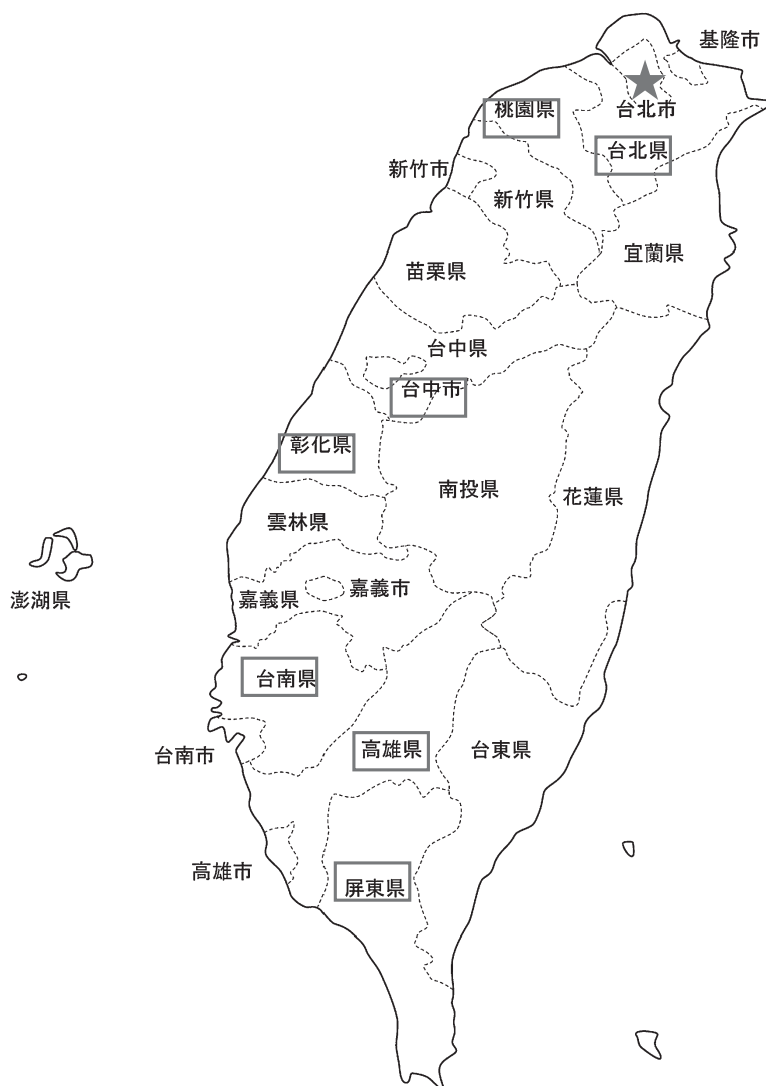 基隆市
台北市
桃園県
台北県
新竹市
新竹県
宜蘭県
苗栗県
台中県
台中市
彰化県
南投県
花蓮県
雲林県
澎湖県
嘉義県
嘉義市
台南県
台南市
高雄県
台東県
高雄市
屏東県